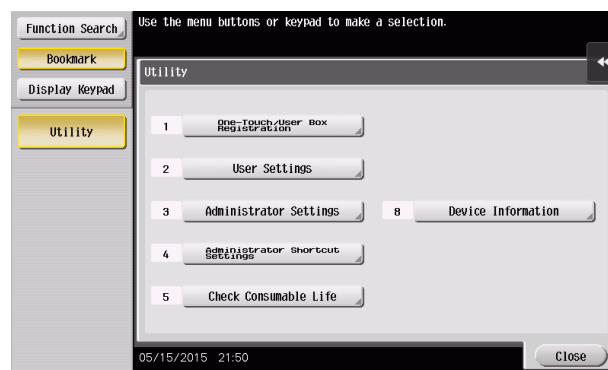 Function Search
Bookmark
Display Keypad
Utility
Use the menu buttons or keypad to make a selection.
Utility
1 One-Touch/User Box
Registration
2 User Settings
3 Administrator Settings
8 Device Information
4 Administrator Shortcut
Settings
5 Check Consumable Life
05/15/2015 21:50
Close